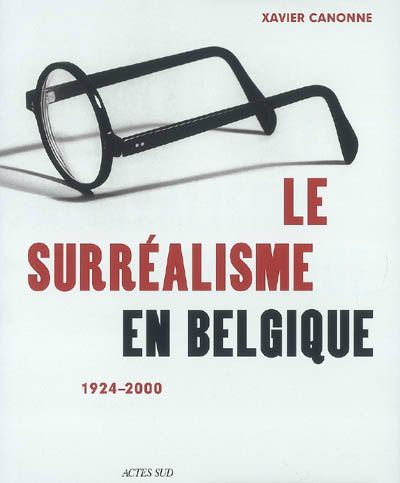 XAVIER CANONNE
LE
SURRÉALISME
EN BELGIQUE
1924–2000
ACTES SUD